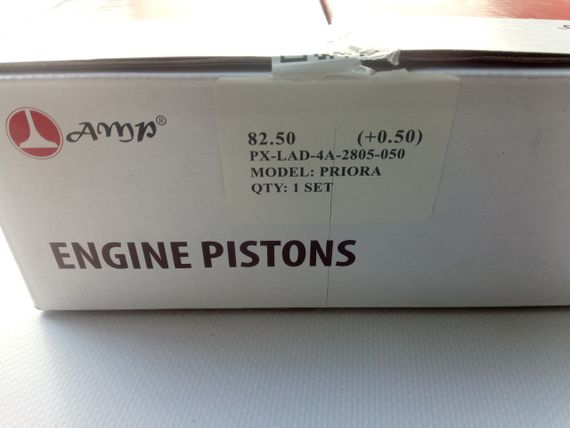 AMP®
82.50 (+0.50)
PX-LAD-4A-2805-050
MODEL: PRIORA
QTY: 1 SET
ENGINE PISTONS